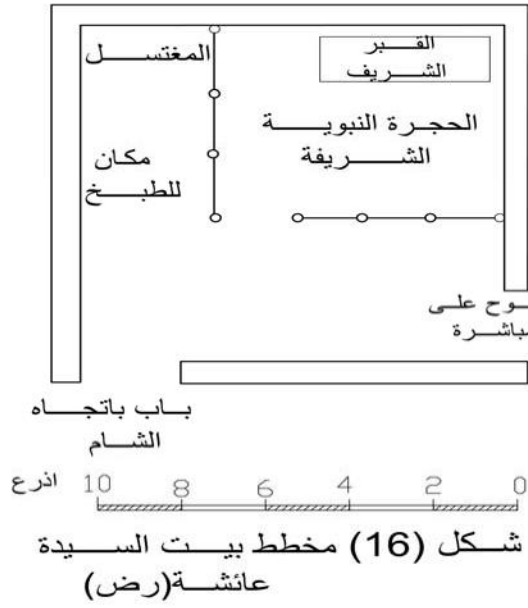 القبر
الشريف
المغتسل
الحجرة النبوية
الشريفة
مكان
للطبخ
وح على
مباشرة
باب باتجاه
الشام
اذرع 10 8 6 4 2 0
شكل (16) مخطط بيت السيدة
عائشة(رض)